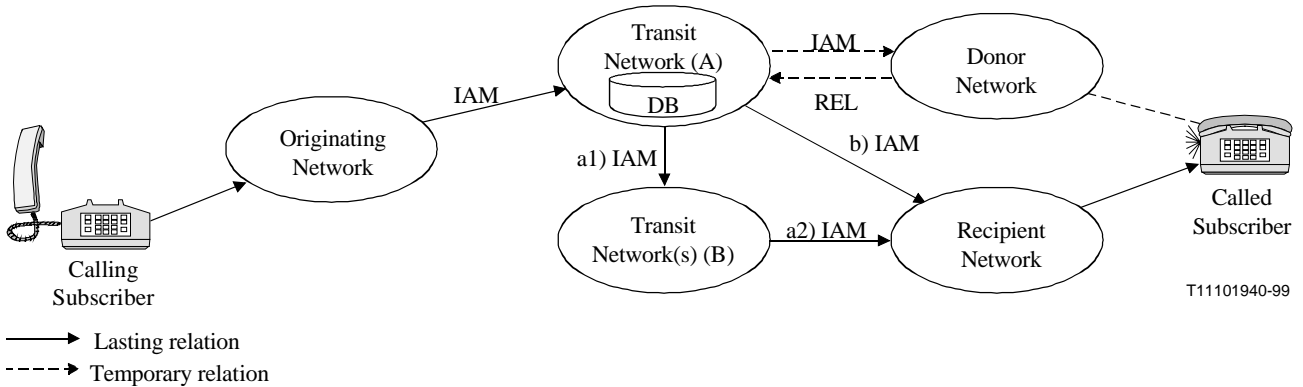 Transit
Network (A)
DB
IAM
REL
Donor
Network
IAM
Originating
Network
a1) IAM
b) IAM
Called
Subscriber
Transit
Network(s) (B)
a2) IAM
Recipient
Network
Calling
Subscriber
T11101940-99
Lasting relation
Temporary relation